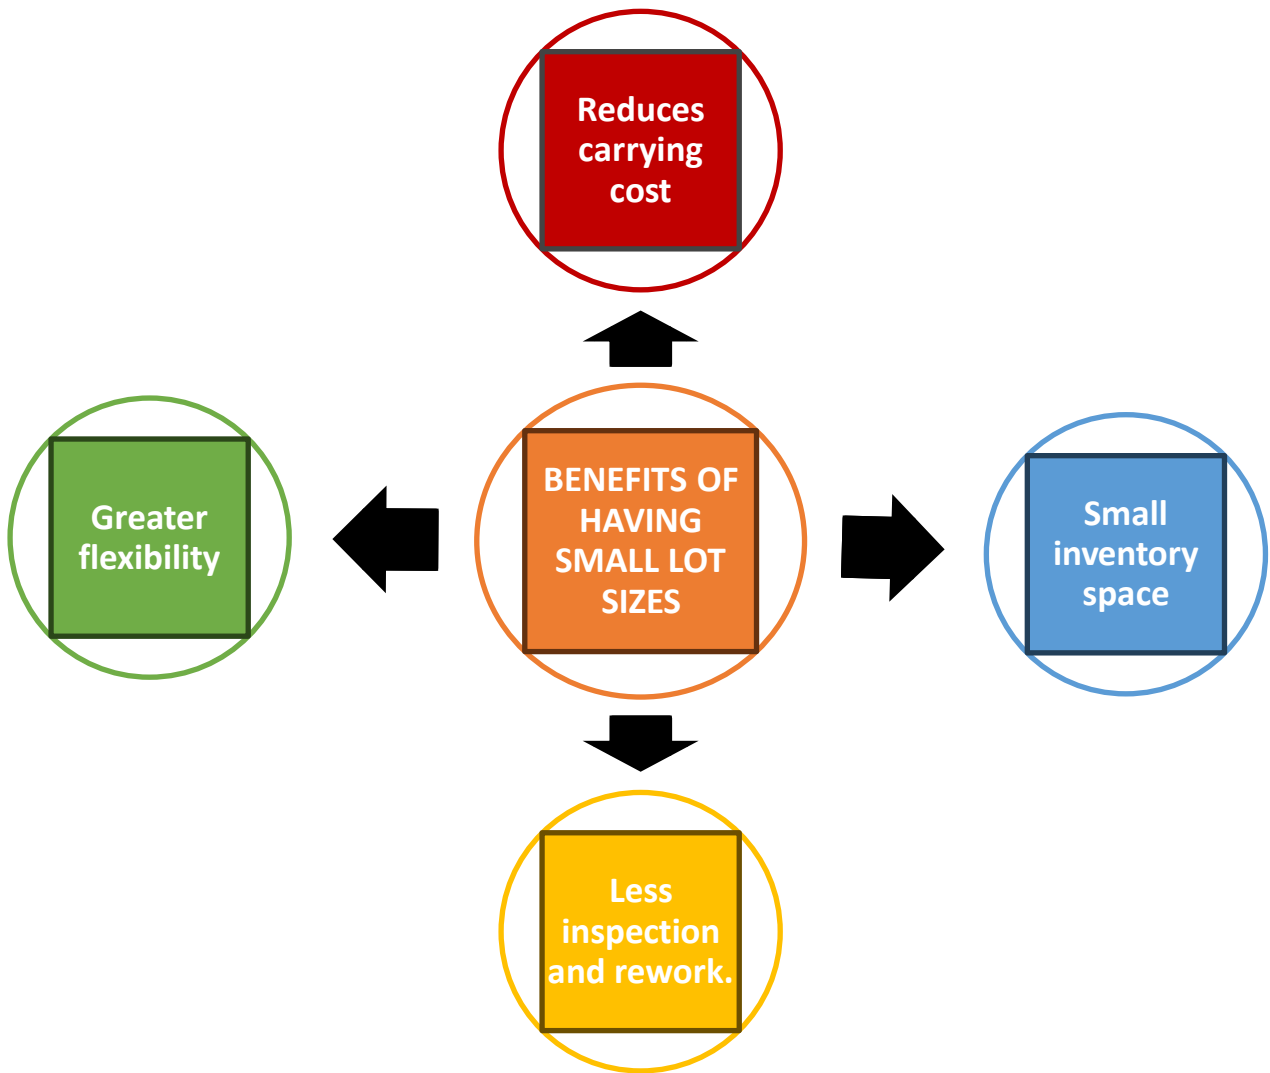 Reduces
carrying
cost
BENEFITS OF
HAVING
SMALL LOT
SIZES
Greater
flexibility
Small
inventory
space
Less
inspection
and rework.